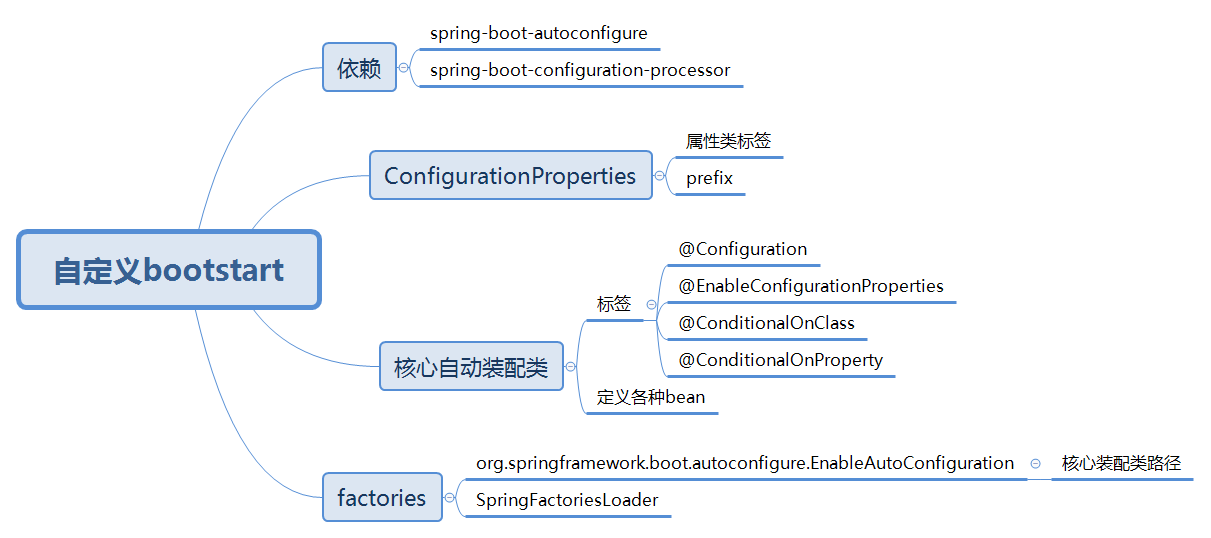 自定义bootstart
依赖
spring-boot-autoconfigure
spring-boot-configuration-processor
ConfigurationProperties
属性类标签
prefix
核心自动装配类
标签
@Configuration
@EnableConfigurationProperties
@ConditionalOnClass
@ConditionalOnProperty
定义各种bean
factories
org.springframework.boot.autoconfigure.EnableAutoConfiguration
核心装配类路径
SpringFactoriesLoader